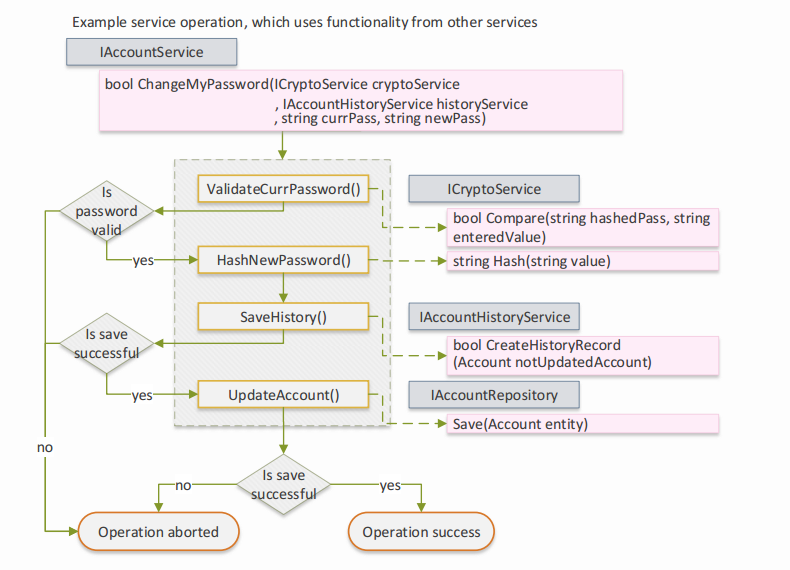 Example service operation, which uses functionality from other services
IAccountService
bool ChangeMyPassword(ICryptoService cryptoService
, IAccountHistoryService historyService
, string currPass, string newPass)
ValidateCurrPassword()
ICryptoService
Is
password
valid
bool Compare(string hashedPass, string
enteredValue)
yes
HashNewPassword()
string Hash(string value)
SaveHistory()
IAccountHistoryService
Is save
successful
bool CreateHistoryRecord
(Account notUpdatedAccount)
yes
UpdateAccount()
IAccountRepository
Save(Account entity)
no
Is save
successful
no
yes
Operation aborted
Operation success